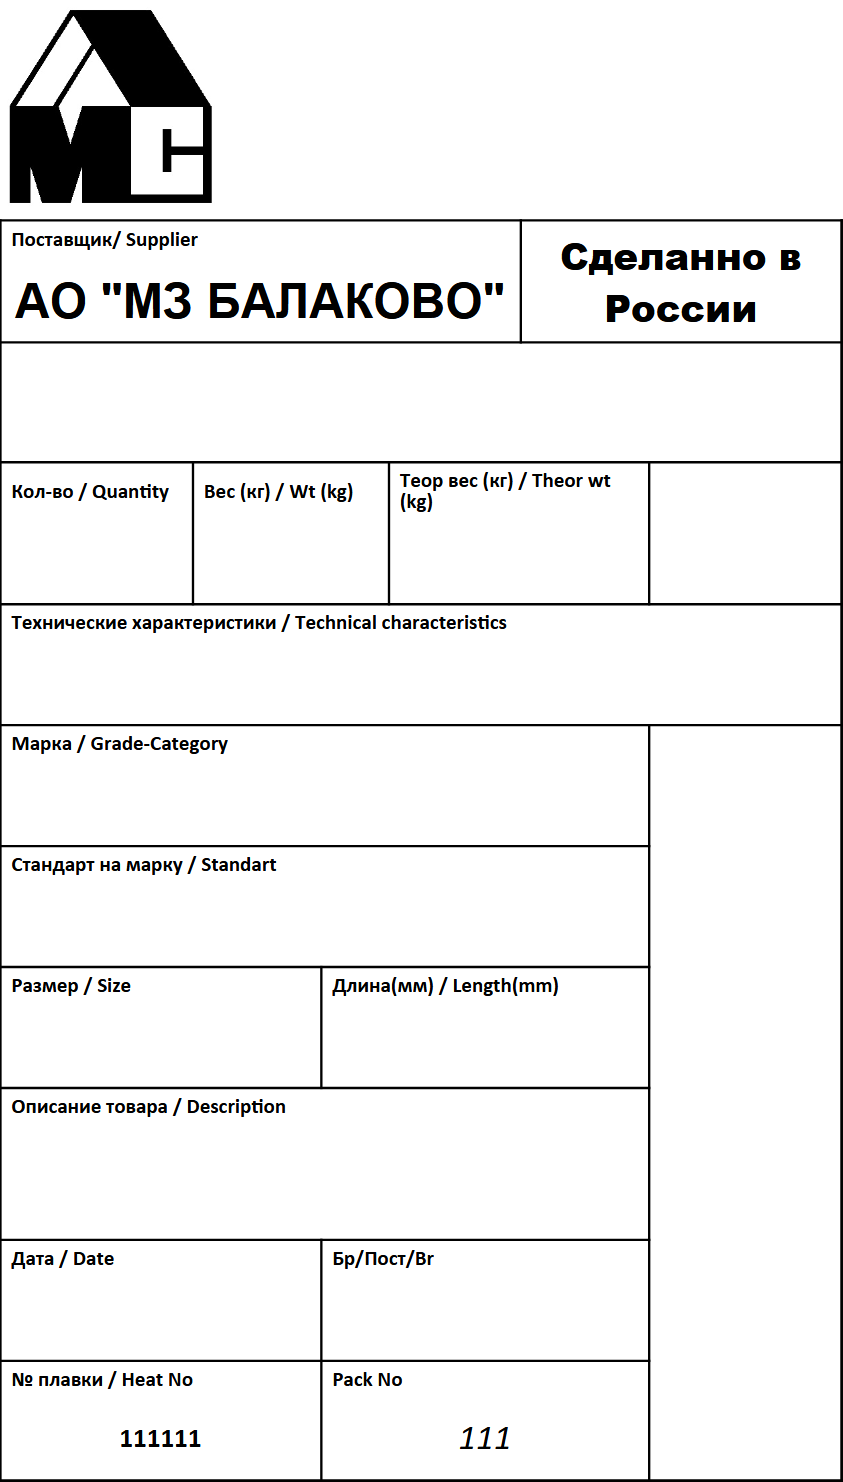 МС
Поставщик/ Supplier
АО "МЗ БАЛАКОВО"
Сделанно в
России
Кол-во / Quantity
Вес (кг) / Wt (kg)
Теор вес (кг) / Theor wt
(kg)
Технические характеристики / Technical characteristics
Марка / Grade-Category
Стандарт на марку / Standart
Размер / Size
Длина(мм) / Length(mm)
Описание товара / Description
Дата / Date
Бр/Пост/Br
№ плавки / Heat No
111111
Pack No
111